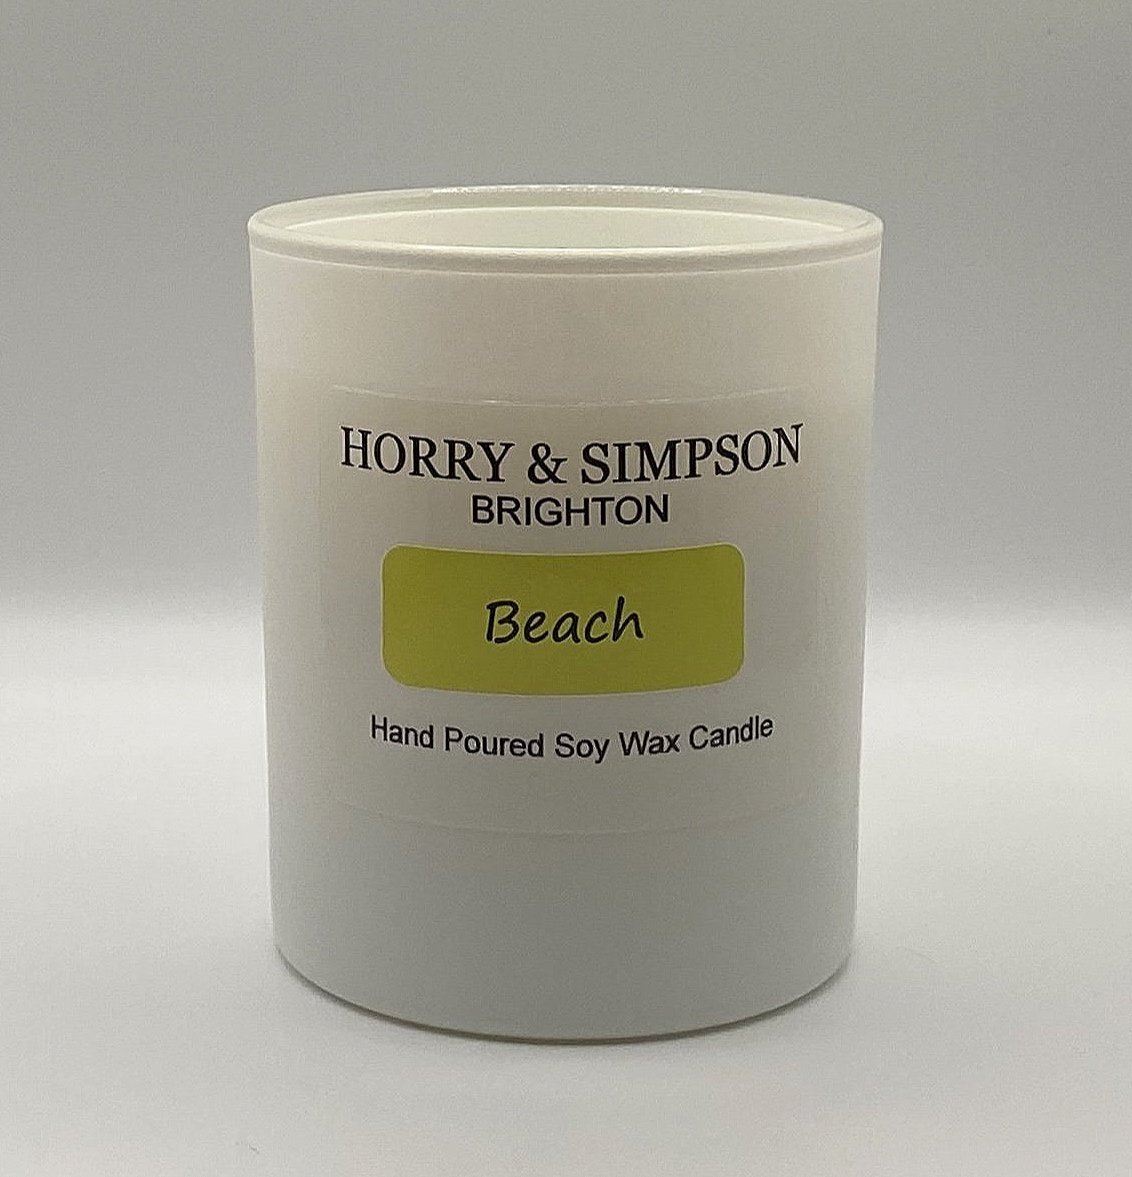 HORRY & SIMPSON
BRIGHTON
Beach
Hand Poured Soy Wax Candle